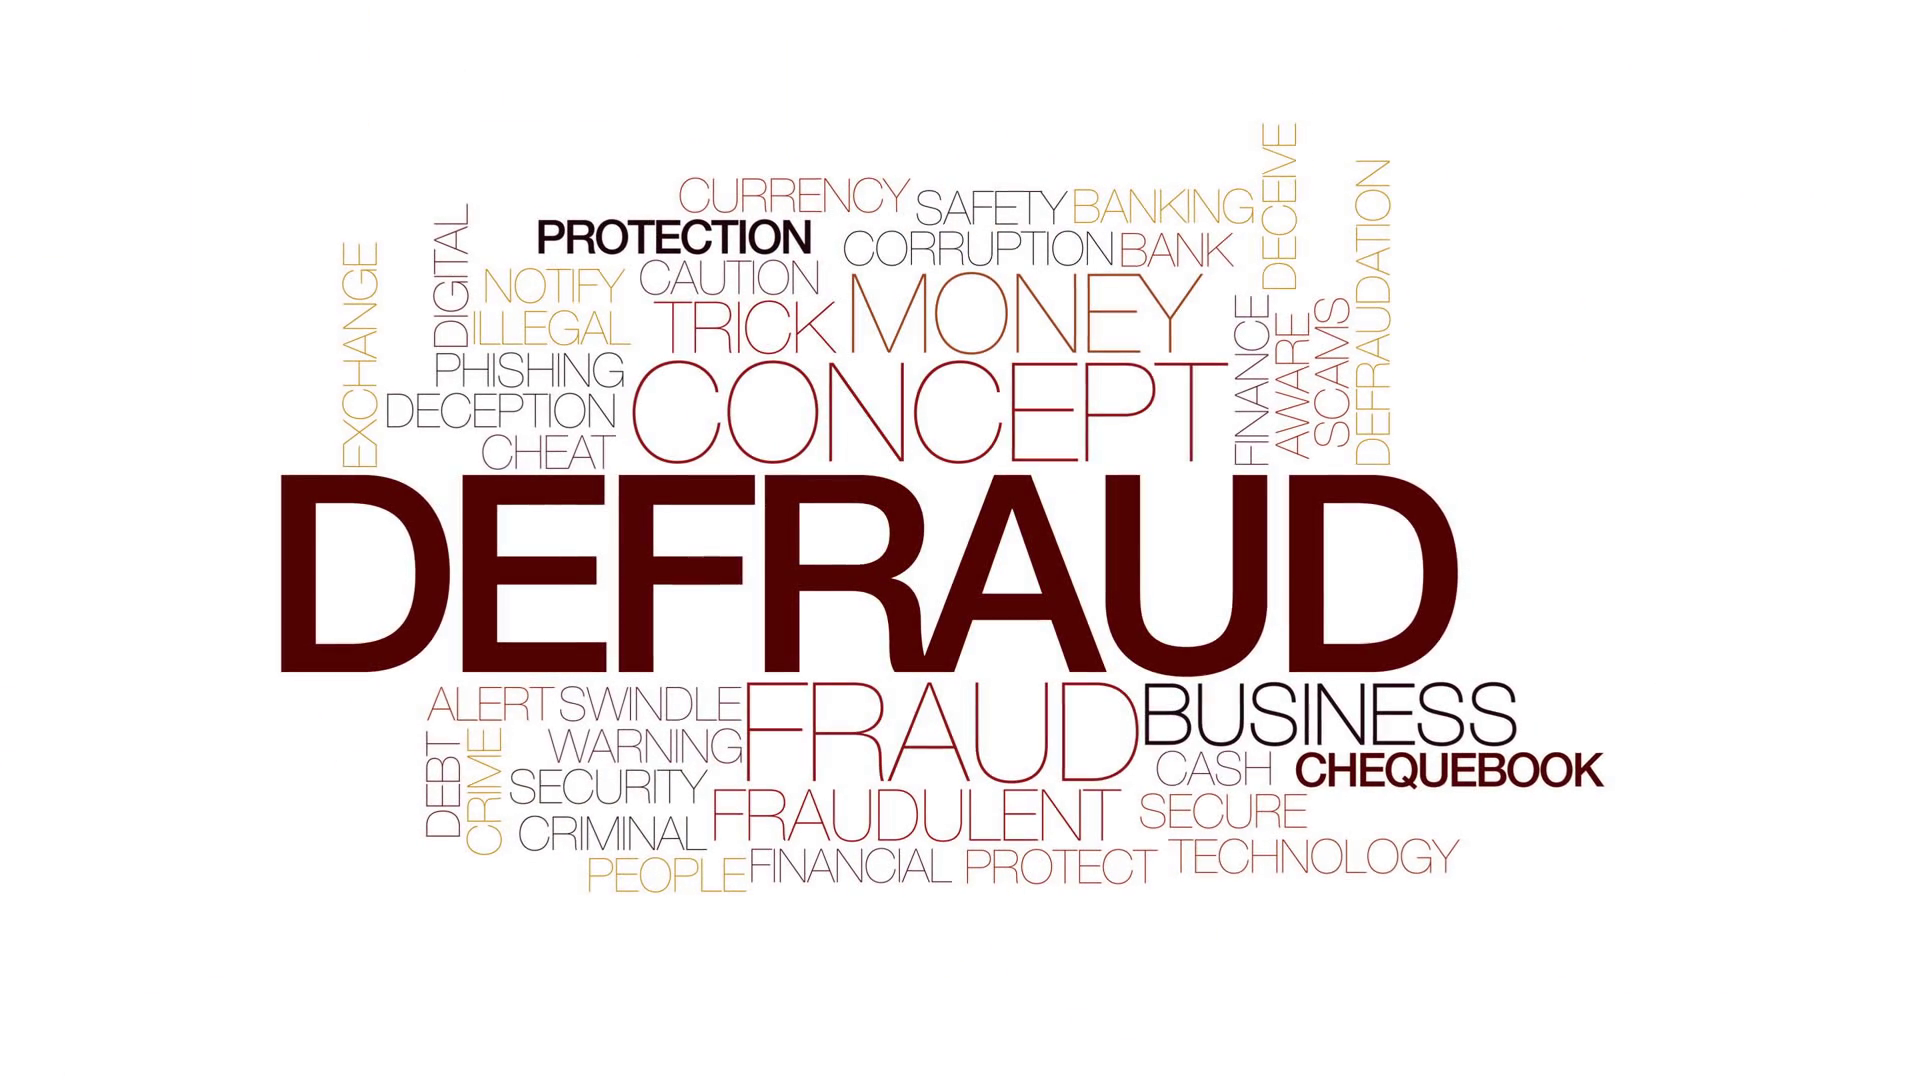 DECEIVE
DEFRAUDATION
CURRENCY
SAFETY BANKING
PROTECTION
CORRUPTION BANK
DIGITAL
EXCHANGE
NOTIFY CAUTION
ILLEGAL TRICK MONEY
FINANCE
AWARE
SCAMS
PHISHING
DECEPTION
CHEAT CONCEPT
DEFRAUD
ALERT SWINDLE FRAUD BUSINESS
DEBT
CRIME
WARNING
CASH CHEQUEBOOK
SECURITY
FRAUDULENT SECURE
CRIMINAL
PEOPLE FINANCIAL PROTECT TECHNOLOGY